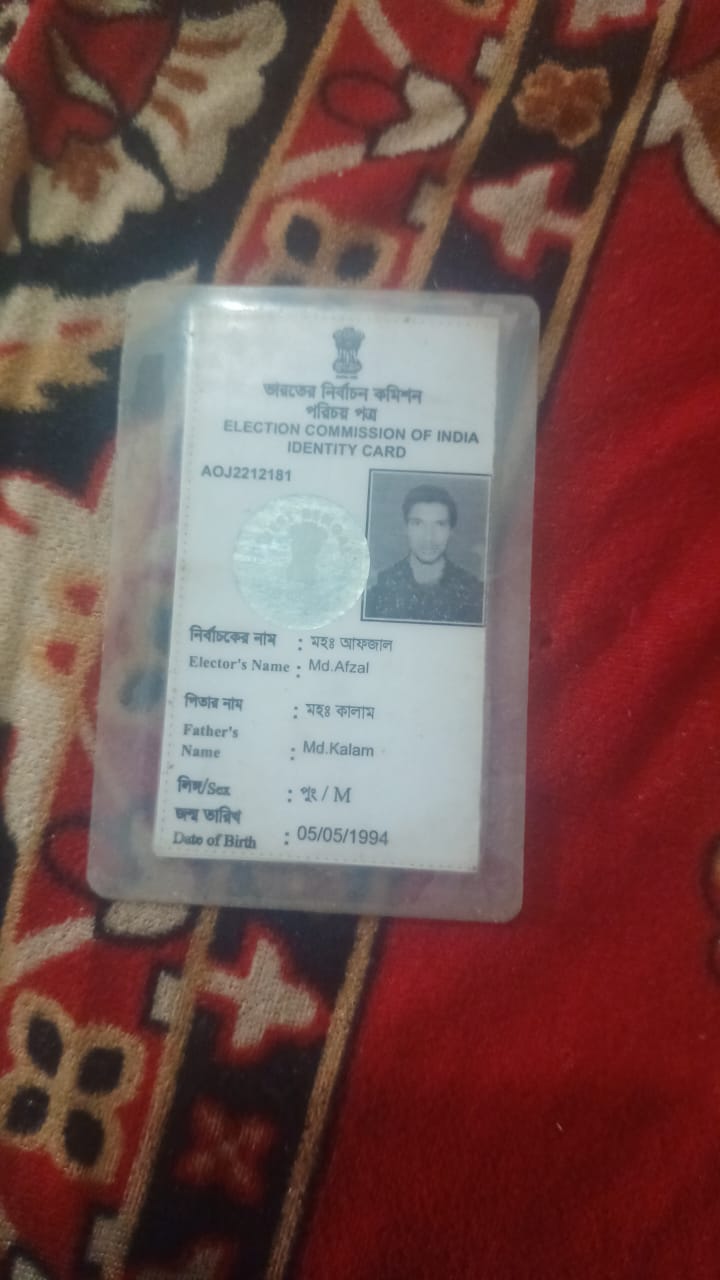 ভারতের নির্বাচন কমিশন
পরিচয় পত্র
ELECTION COMMISSION OF INDIA
IDENTITY CARD
AOJ2212181
নির্বাচকের নাম : মহঃ আফজাল
Elector's Name : Md.Afzal
পিতার নাম : মহঃ কালাম
Father's
Name : Md.Kalam
লিঙ্গ/Sex : পুং / M
জন্ম তারিখ
Date of Birth : 05/05/1994